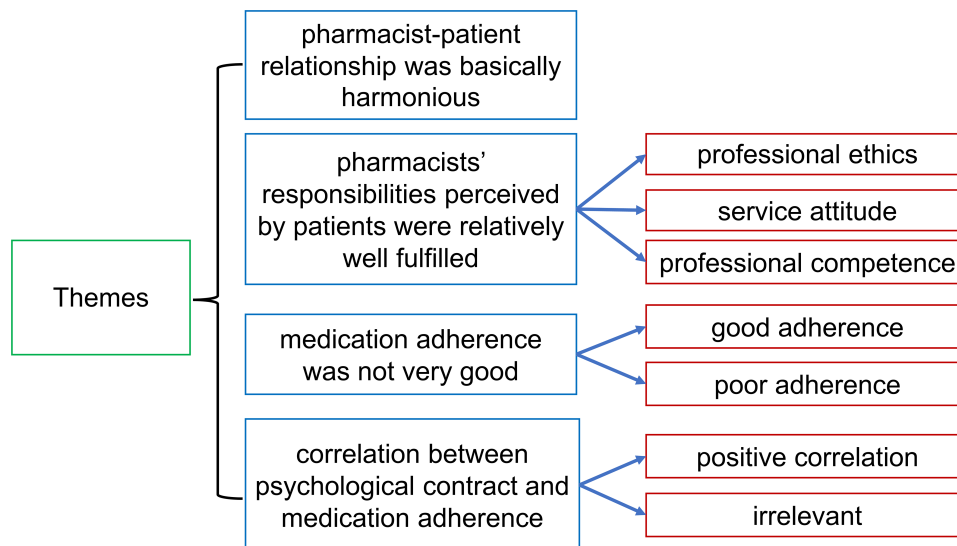 Themes
pharmacist-patient
relationship was basically
harmonious
pharmacists’
responsibilities perceived
by patients were relatively
well fulfilled
professional ethics
service attitude
professional competence
medication adherence
was not very good
good adherence
poor adherence
correlation between
psychological contract and
medication adherence
positive correlation
irrelevant